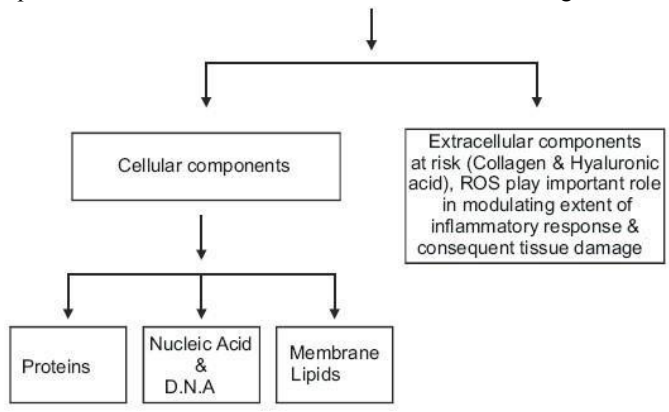 Cellular components
Extracellular components
at risk (Collagen & Hyaluronic
acid), ROS play important role
in modulating extent of
inflammatory response &
consequent tissue damage
Proteins
Nucleic Acid
&
D.N.A
Membrane
Lipids